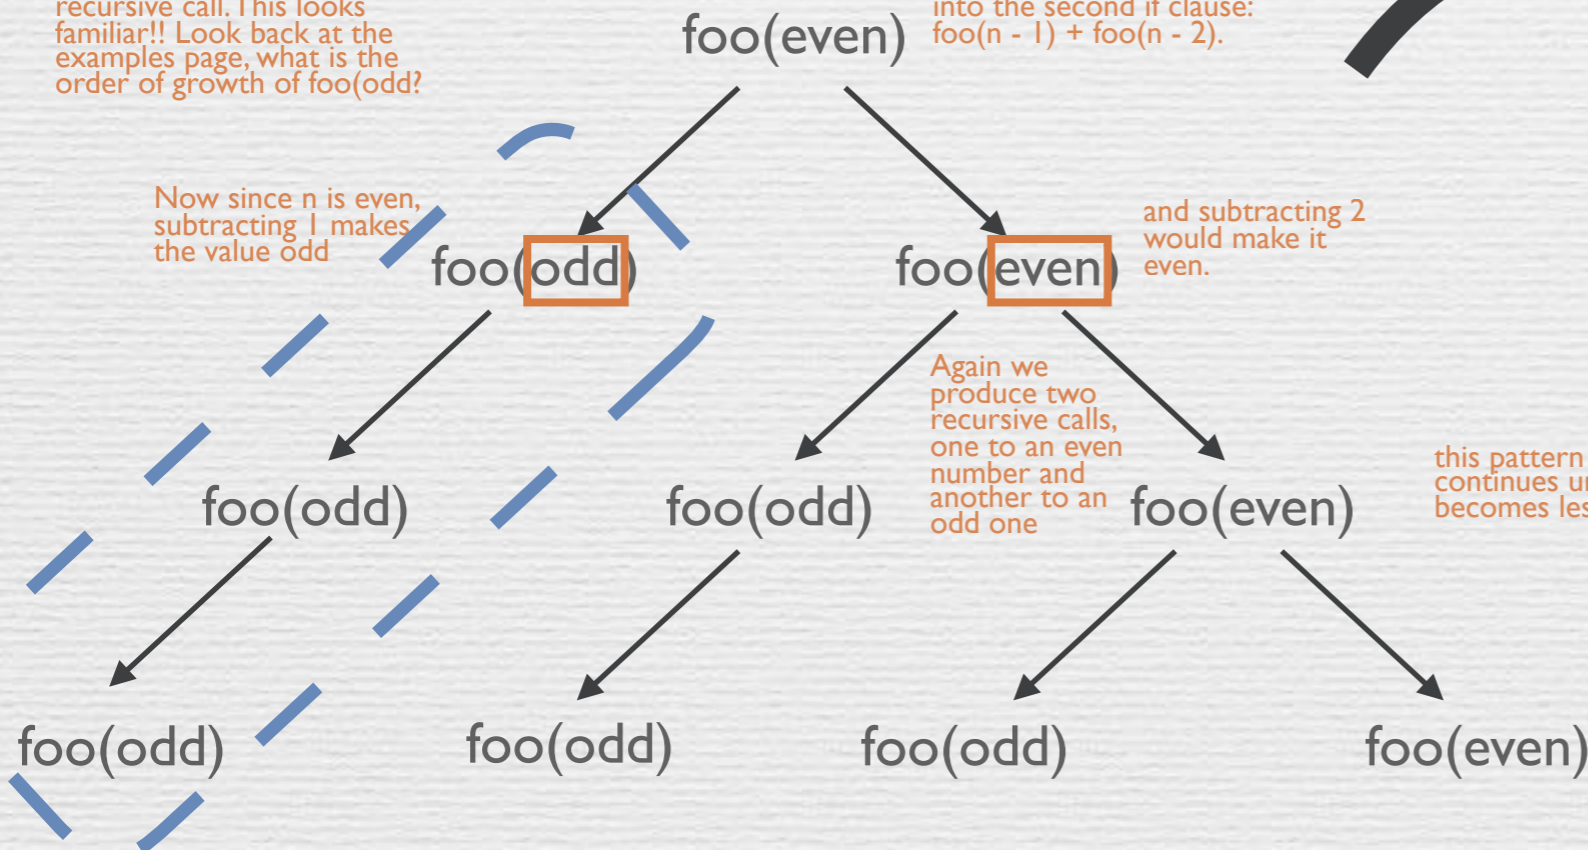 recursive call. This looks
familiar!! Look back at the
examples page, what is the
order of growth of foo(odd?
foo(even)
into the second if clause:
foo(n - 1) + foo(n - 2).
Now since n is even,
subtracting 1 makes
the value odd
foo(odd)
foo(even)
and subtracting 2
would make it
even.
Again we
produce two
recursive calls,
one to an even
number and
another to an
odd one
foo(odd)
foo(odd)
foo(even)
this pattern
continues
becomes
foo(odd)
foo(odd)
foo(odd)
foo(even)